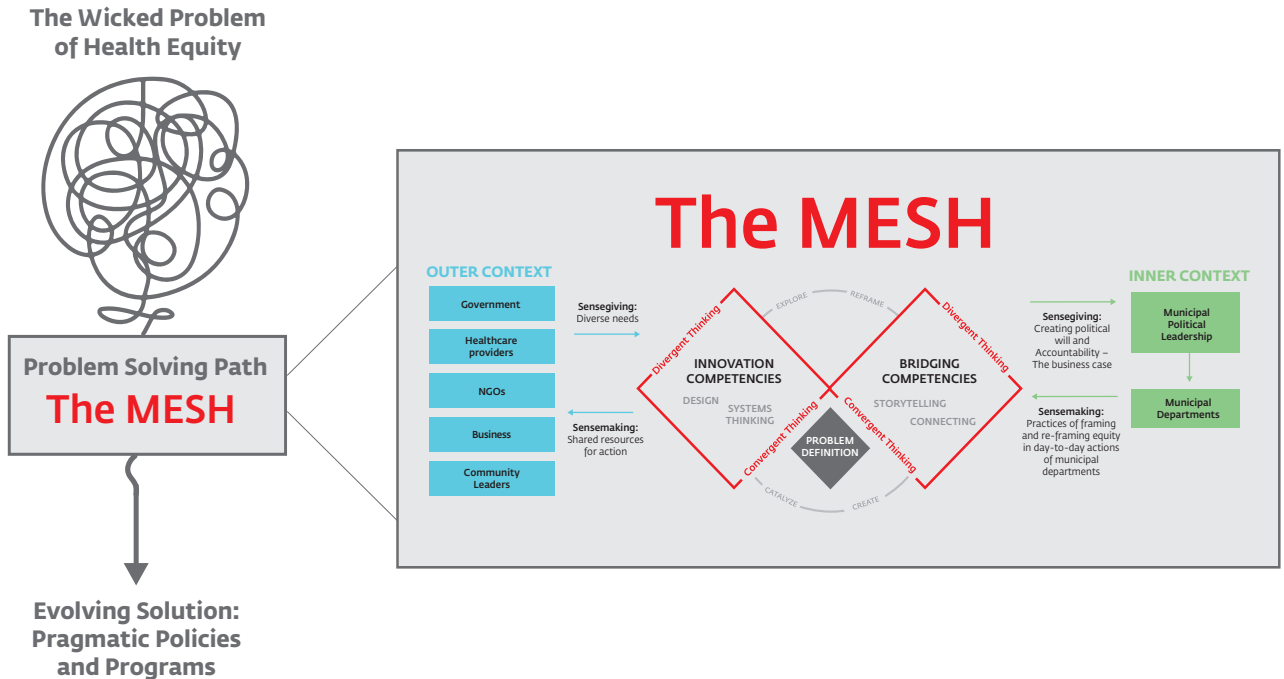 The Wicked Problem
of Health Equity
Problem Solving Path
The MESH
Evolving Solution:
Pragmatic Policies
and Programs
The MESH
OUTER CONTEXT
Government
Healthcare
providers
NGOs
Business
Community
Leaders
Sensegiving:
Diverse needs
Sensemaking:
Shared resources
for action
Divergent Thinking
INNOVATION
COMPETENCIES
DESIGN
SYSTEMS
THINKING
Convergent Thinking
EXPLORE
REFRAME
PROBLEM
DEFINITION
CATALYZE
CREATE
Divergent Thinking
BRIDGING
COMPETENCIES
STORYTELLING
CONNECTING
Convergent Thinking
Sensegiving:
Creating political
will and
Accountability –
The business case
Sensemaking:
Practices of framing
and re-framing equity
in day-to-day actions
of municipal
departments
INNER CONTEXT
Municipal
Political
Leadership
Municipal
Departments